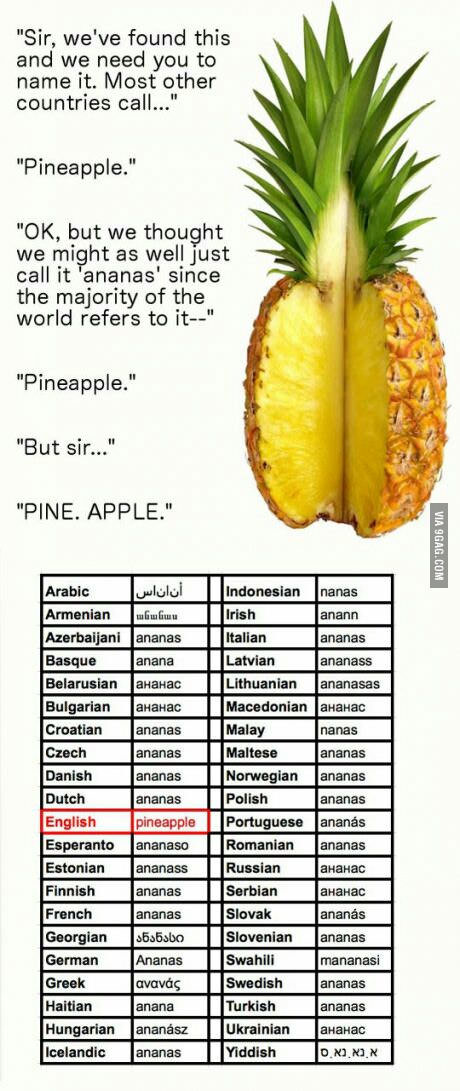 "Sir, we've found this
and we need you to
name it. Most other
countries call..."
"Pineapple."
"OK, but we thought
we might as well just
call it 'ananas' since
the majority of the
world refers to it--"
"Pineapple."
"But sir..."
"PINE. APPLE."
VIA 9GAG.COM
Arabic أناناس Indonesian nanas
Armenian անանաս Irish anann
Azerbaijani ananas Italian ananas
Basque anana Latvian ananass
Belarusian ананас Lithuanian ananasas
Bulgarian ананас Macedonian ананас
Croatian ananas Malay nanas
Czech ananas Maltese ananas
Danish ananas Norwegian ananas
Dutch ananas Polish ananas
English pineapple Portuguese ananás
Esperanto ananaso Romanian ananas
Estonian ananass Russian ананас
Finnish ananas Serbian ананас
French ananas Slovak ananás
Georgian ანანასი Slovenian ananas
German Ananas Swahili mananasi
Greek ανανάς Swedish ananas
Haitian anana Turkish ananas
Hungarian ananász Ukrainian ананас
Icelandic ananas Yiddish א.נא.נא.ס